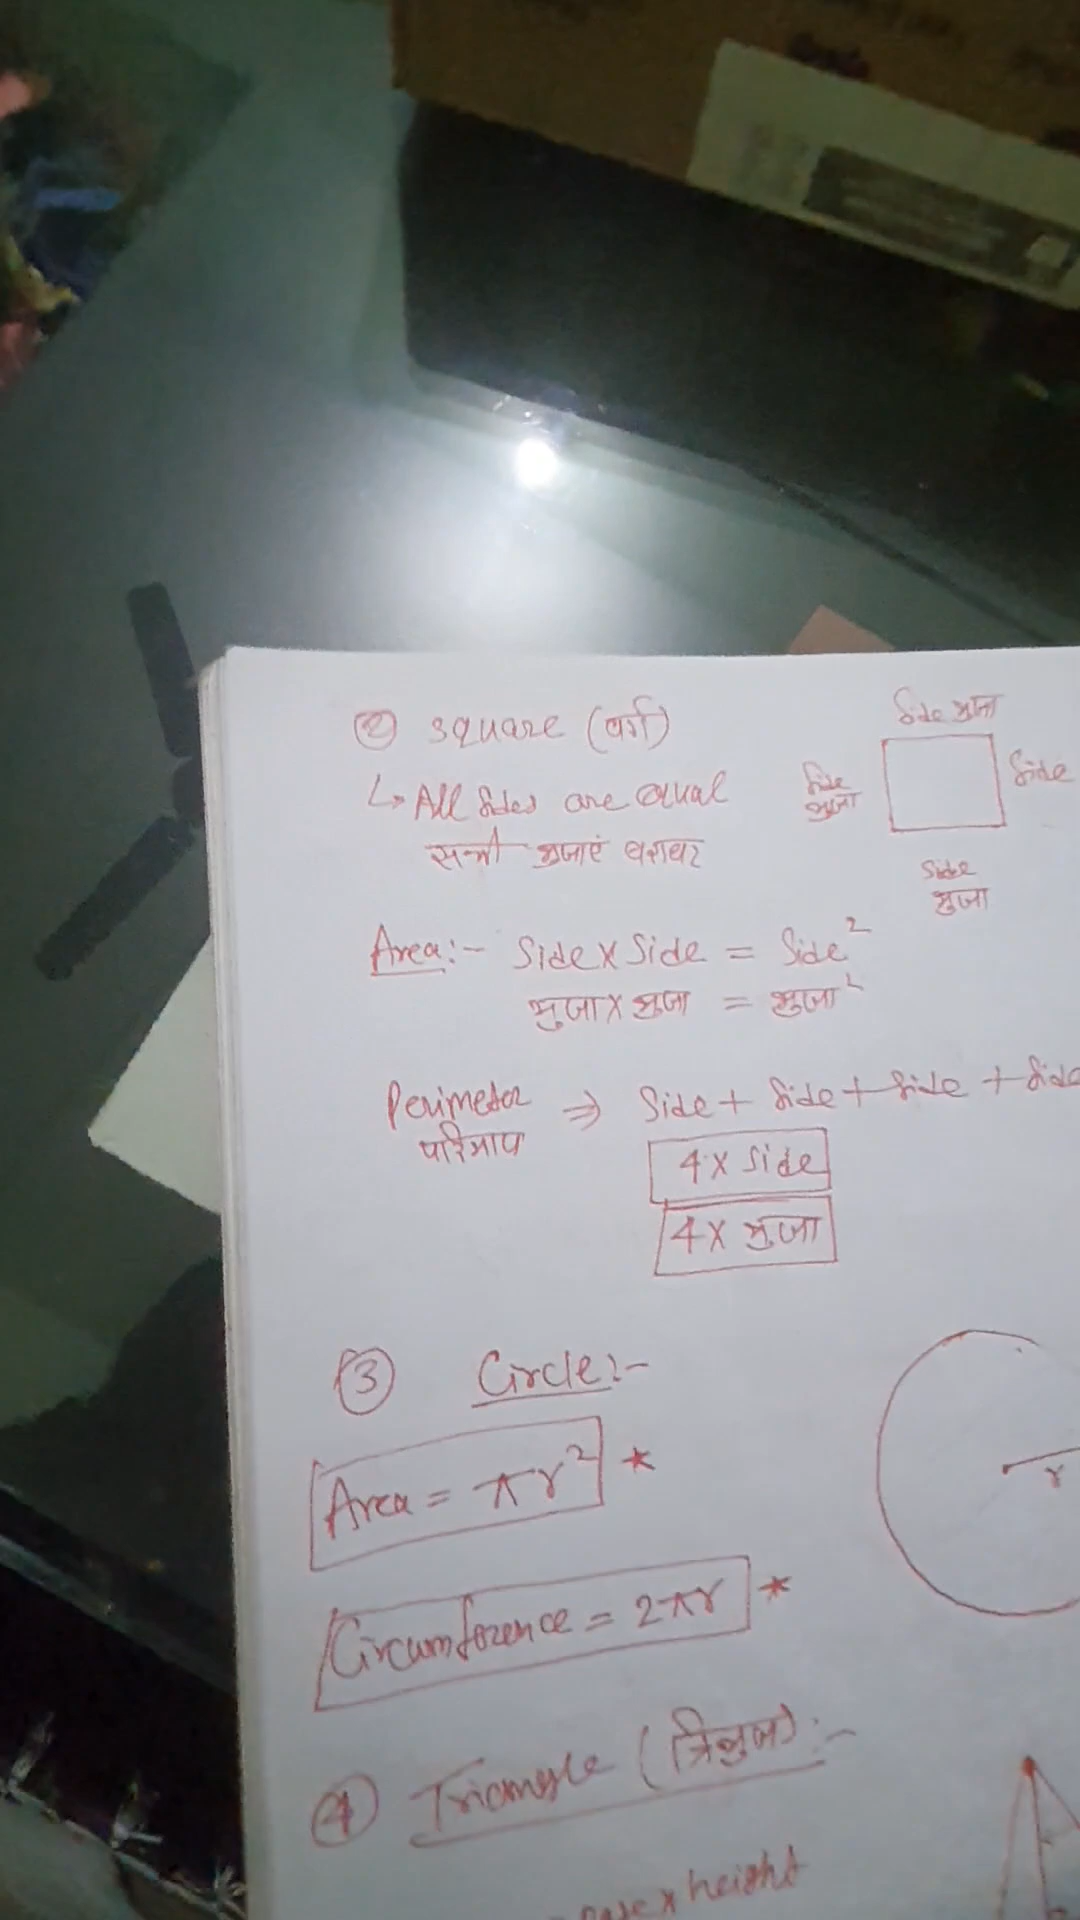 ② square (वर्ग)
Side भुजा
↳ All sides are equal
Side
भुजा
Side
सभी भुजाएं बराबर
Side
भुजा
Area:- Side x Side = Side²
भुजा x भुजा = भुजा²
Perimeter ⇒ Side + Side + Side + Side
परिमाप
4 x Side
4 x भुजा
③ Circle:-
Area = πr² *
r
Circumference = 2πr *
④ Triangle (त्रिभुज):-
Base x height